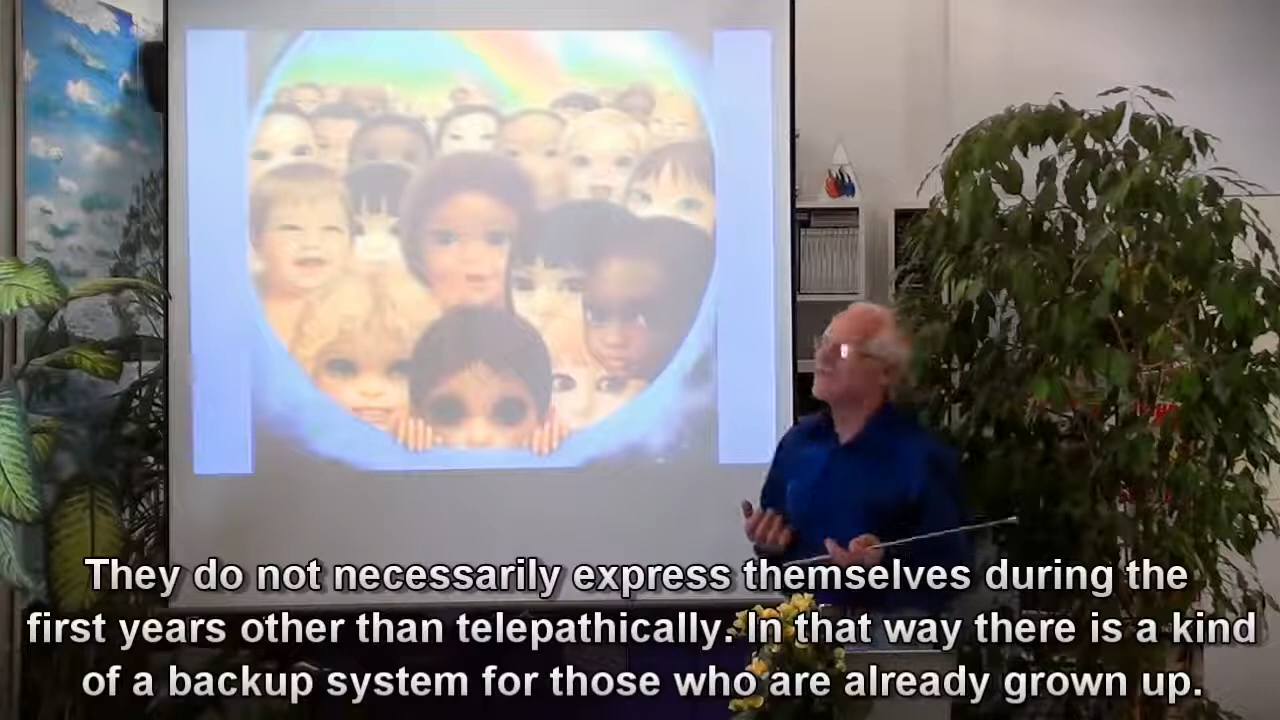 They do not necessarily express themselves during the
first years other than telepathically. In that way there is a kind
of a backup system for those who are already grown up.